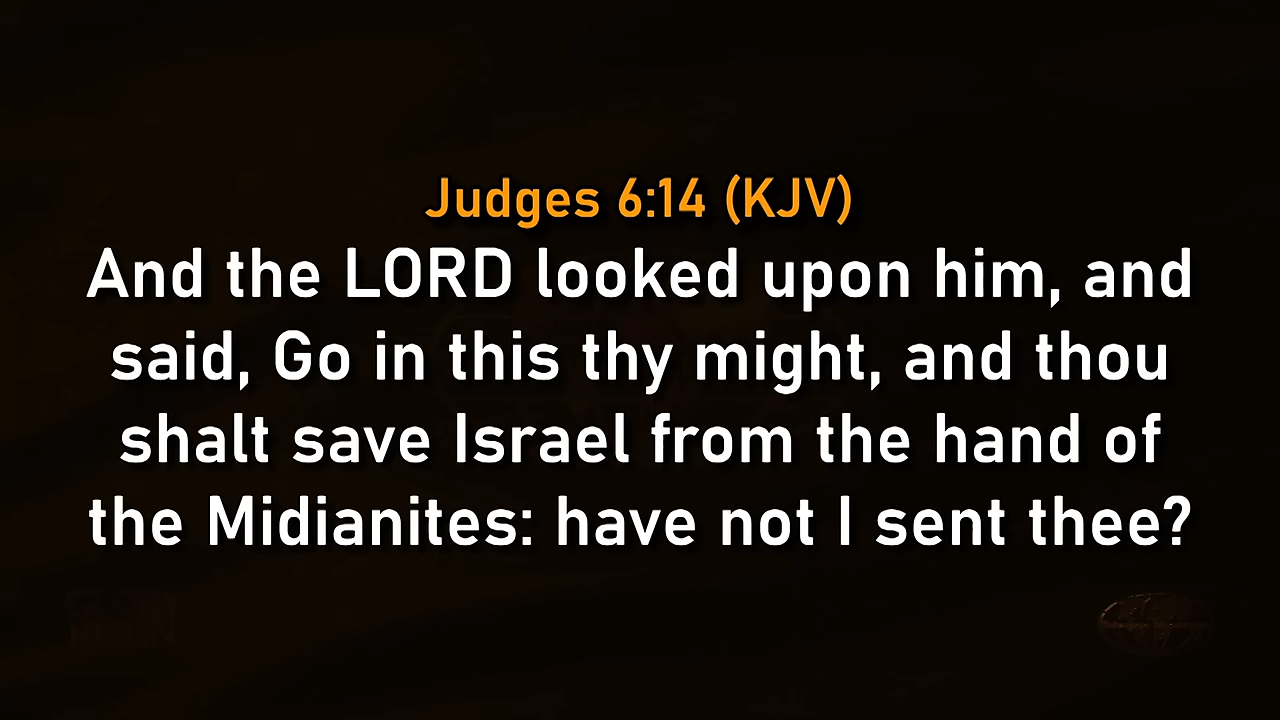 Judges 6:14 (KJV)
And the LORD looked upon him, and
said, Go in this thy might, and thou
shalt save Israel from the hand of
the Midianites: have not I sent thee?